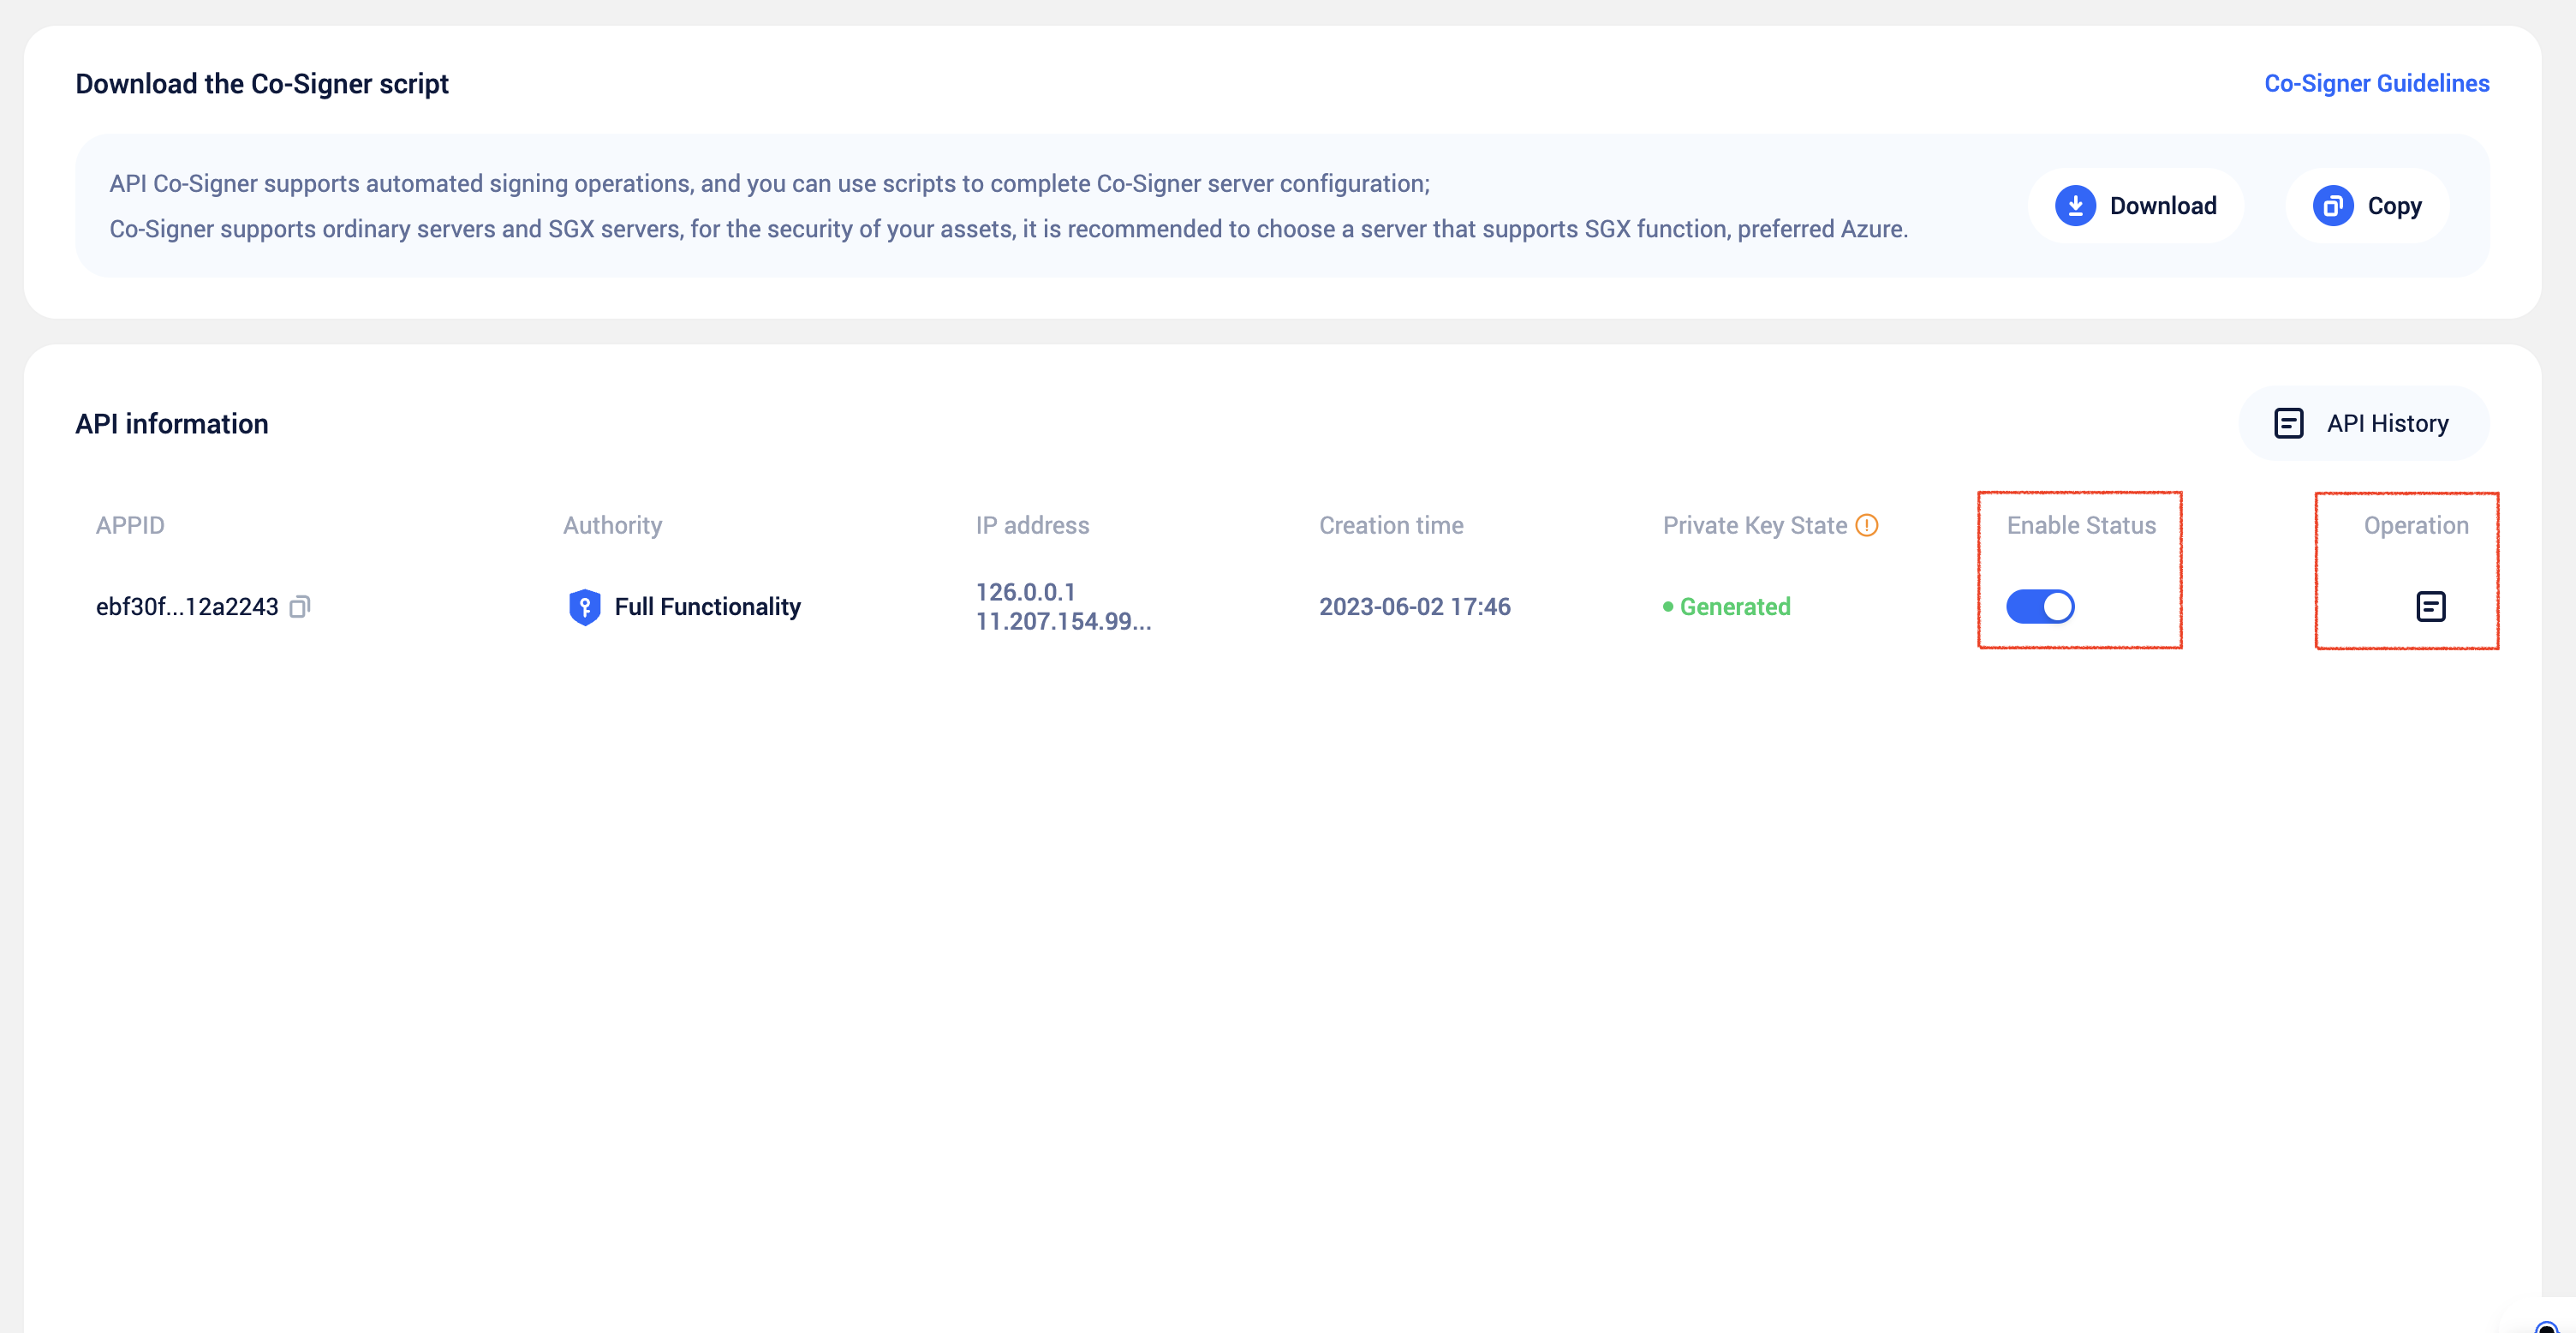 Download the Co-Signer script
Co-Signer Guidelines
API Co-Signer supports automated signing operations, and you can use scripts to complete Co-Signer server configuration;
Co-Signer supports ordinary servers and SGX servers, for the security of your assets, it is recommended to choose a server that supports SGX function, preferred Azure.
Download
Copy
API information
API History
APPID
Authority
IP address
Creation time
Private Key State
Enable Status
Operation
ebf30f...12a2243
Full Functionality
126.0.0.1
11.207.154.99...
2023-06-02 17:46
Generated